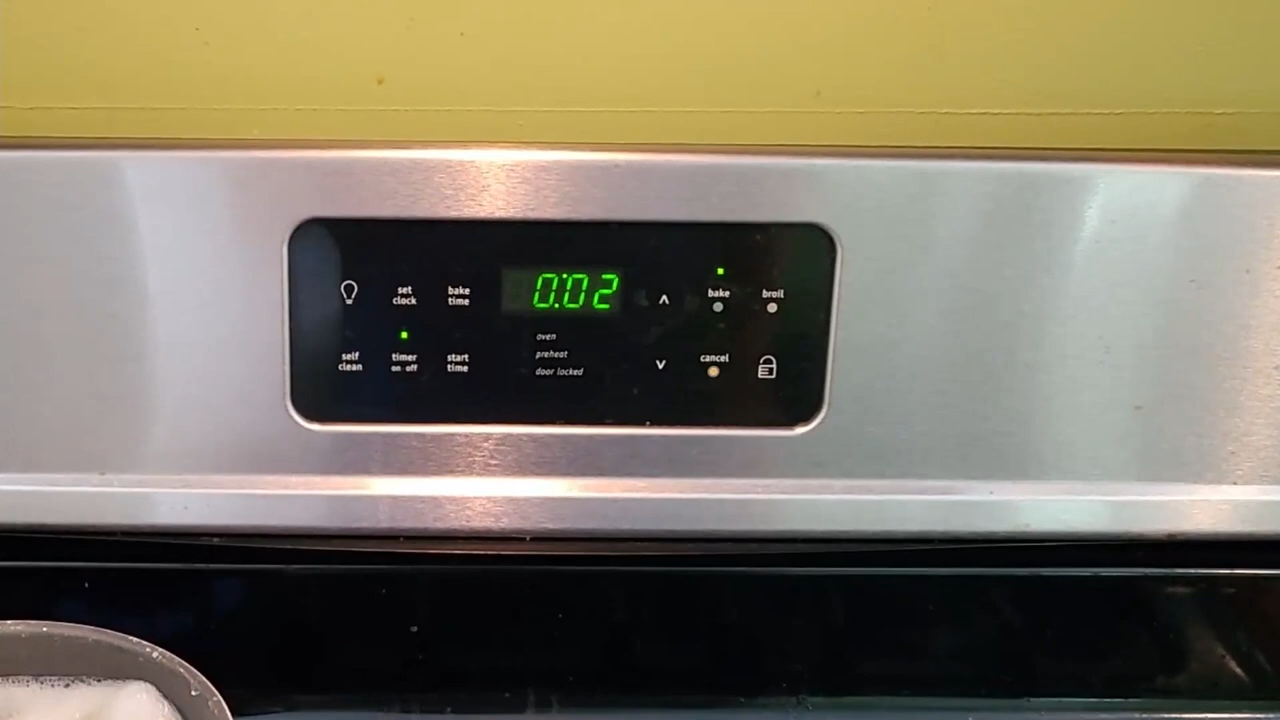 set
clock
bake
time
0:02
bake
broil
self
clean
timer
on off
start
time
oven
preheat
door locked
cancel